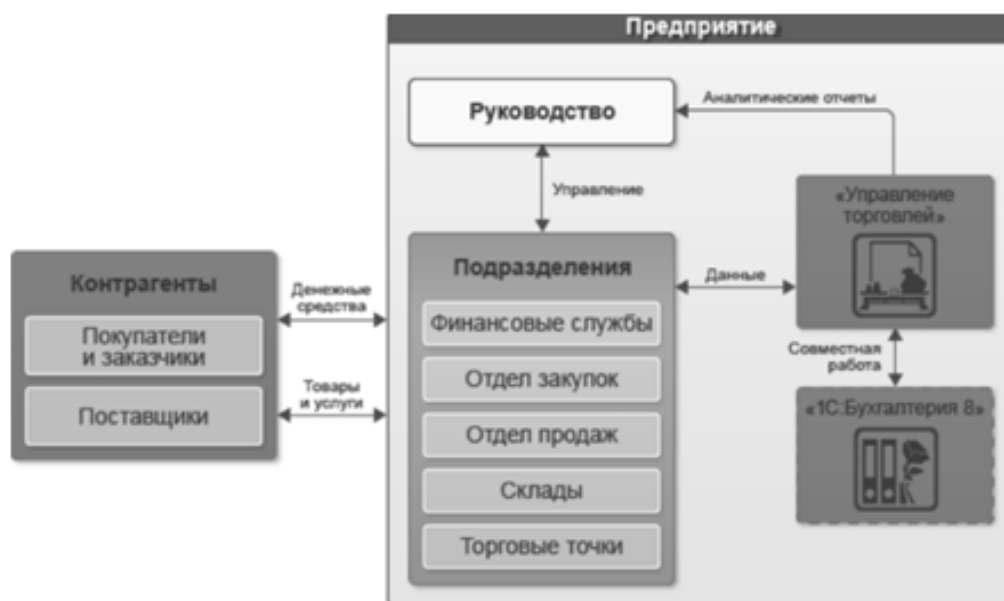 Предприятие
Руководство
Аналитические отчеты
Управление
«Управление
торговлей»
Контрагенты
Покупатели
и заказчики
Поставщики
Денежные
средства
Товары
и услуги
Подразделения
Финансовые службы
Отдел закупок
Отдел продаж
Склады
Торговые точки
Данные
Совместная
работа
«1С:Бухгалтерия 8»